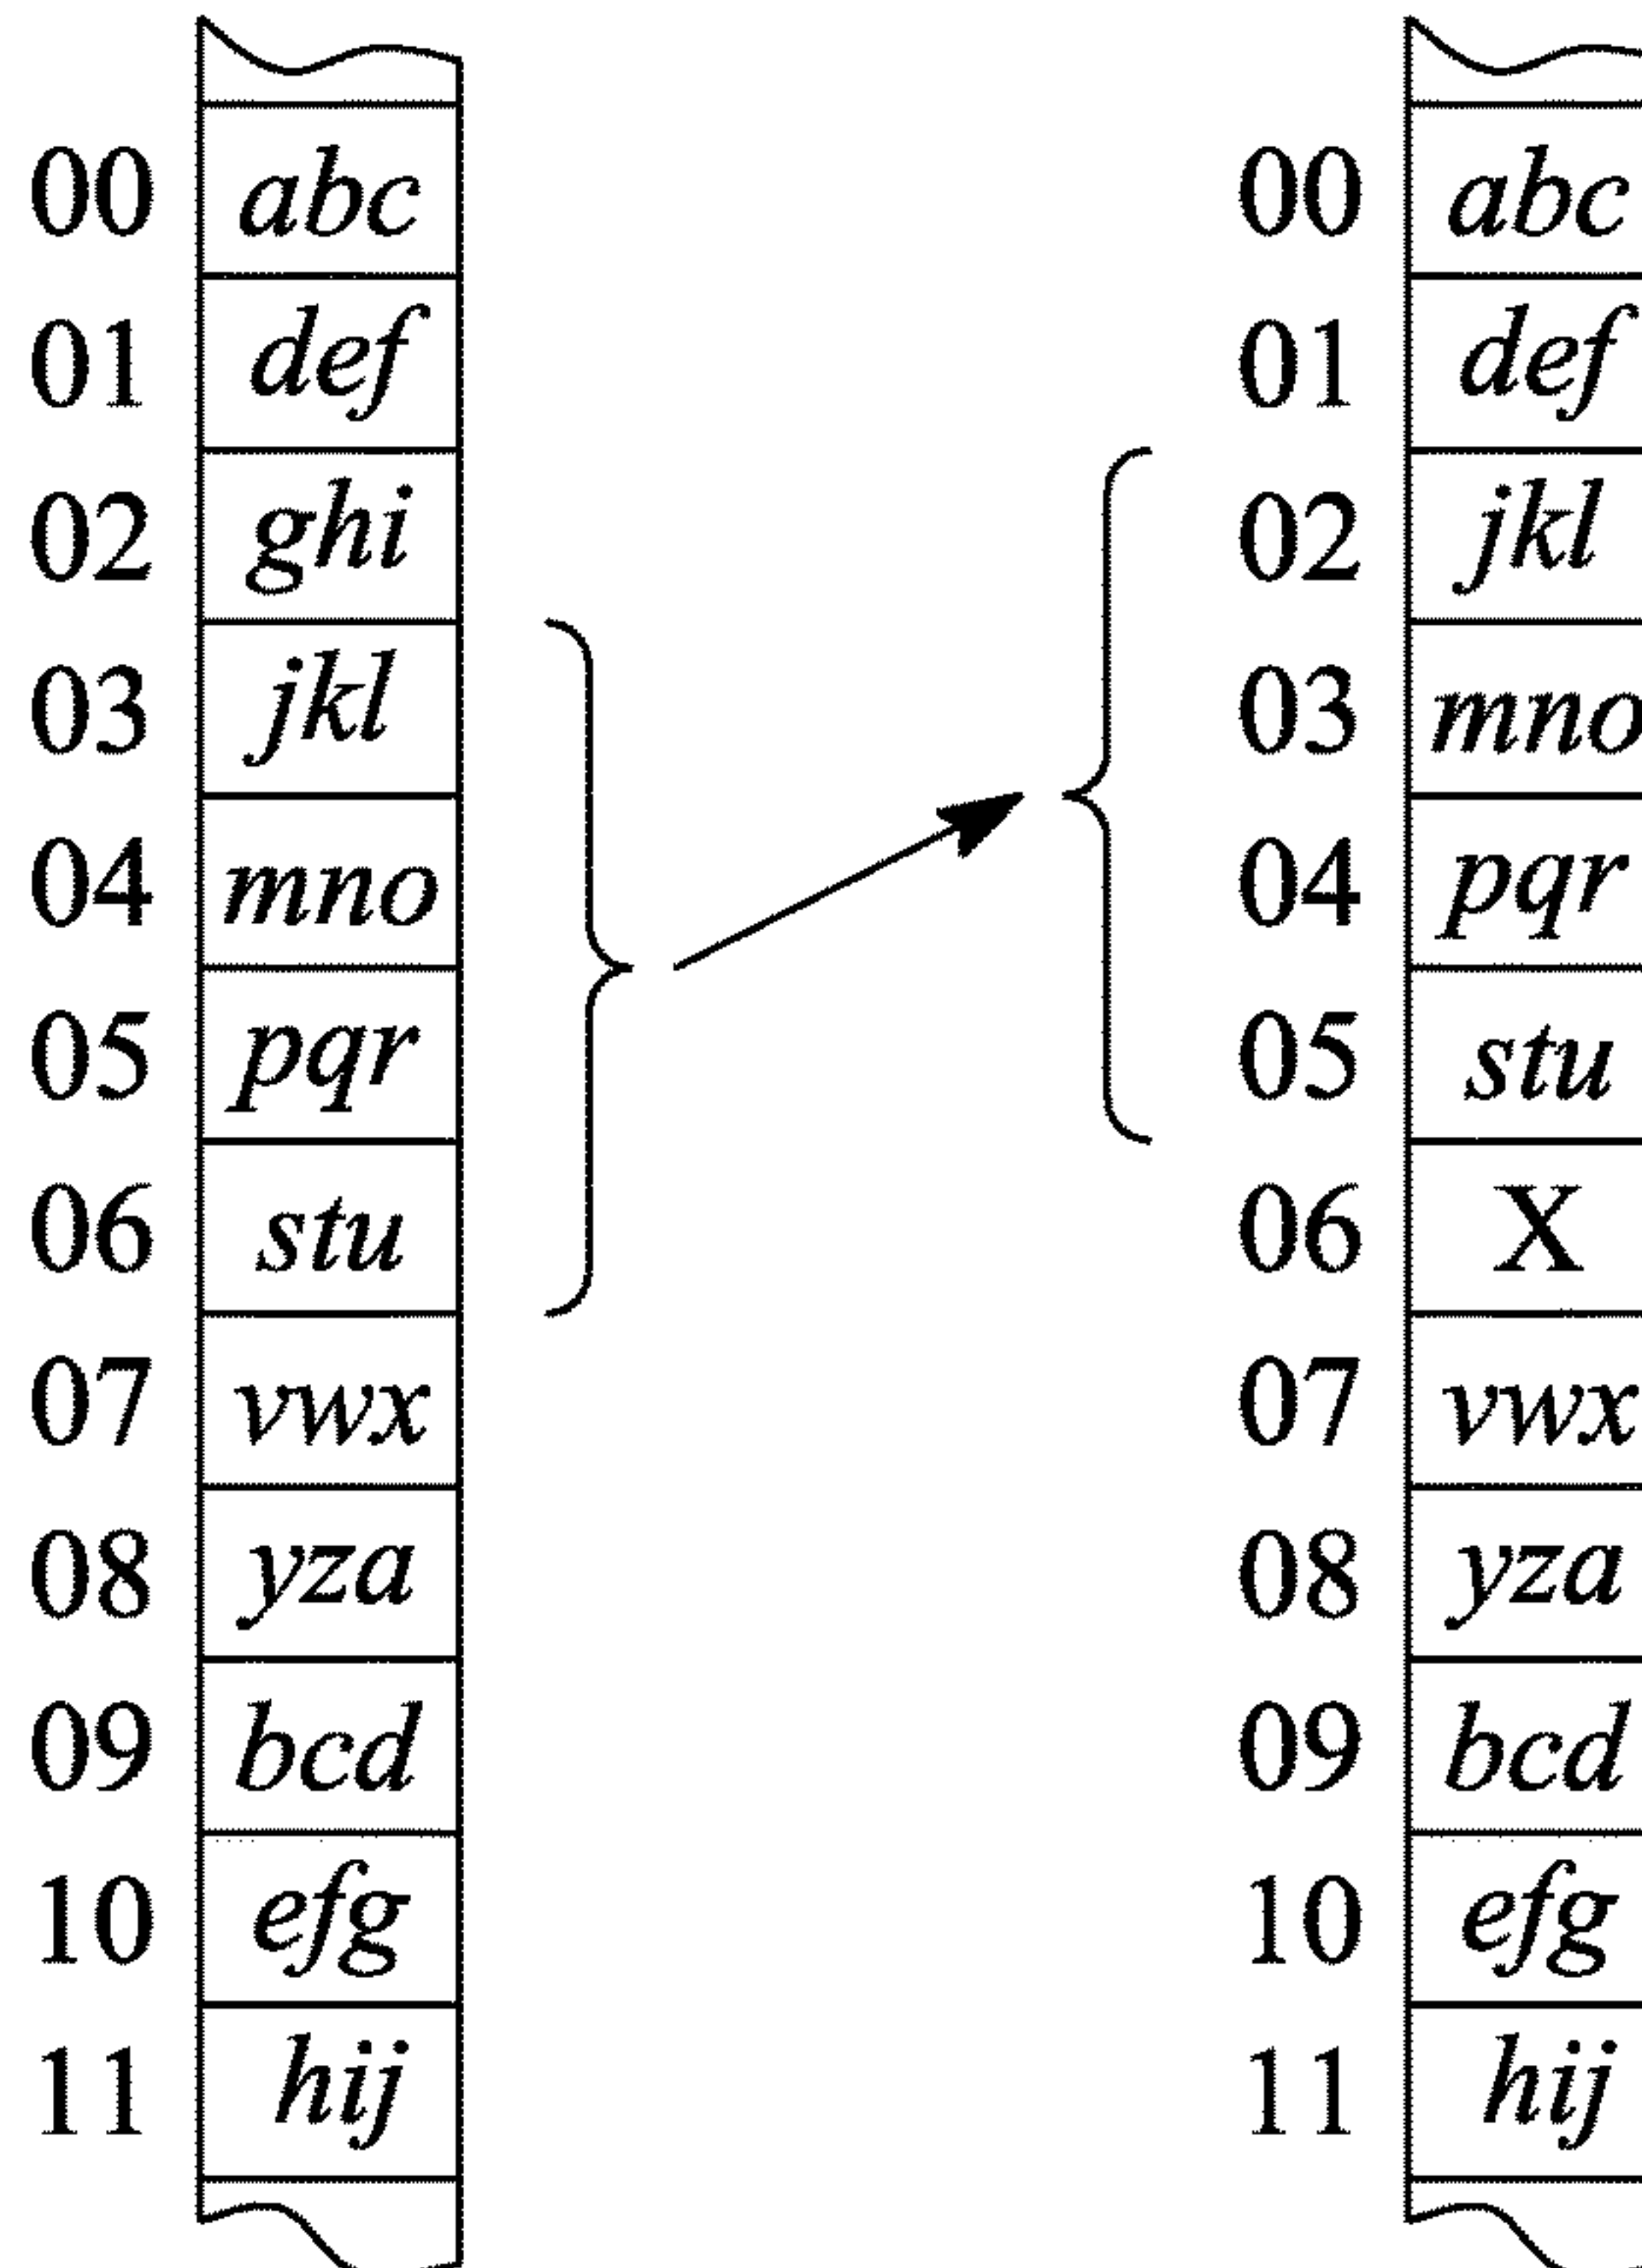 00 abc 00 abc
01 def 01 def
02 ghi 02 jkl
03 jkl 03 mno
04 mno 04 pqr
05 pqr 05 stu
06 stu 06 X
07 vwx 07 vwx
08 yza 08 yza
09 bcd 09 bcd
10 efg 10 efg
11 hij 11 hij